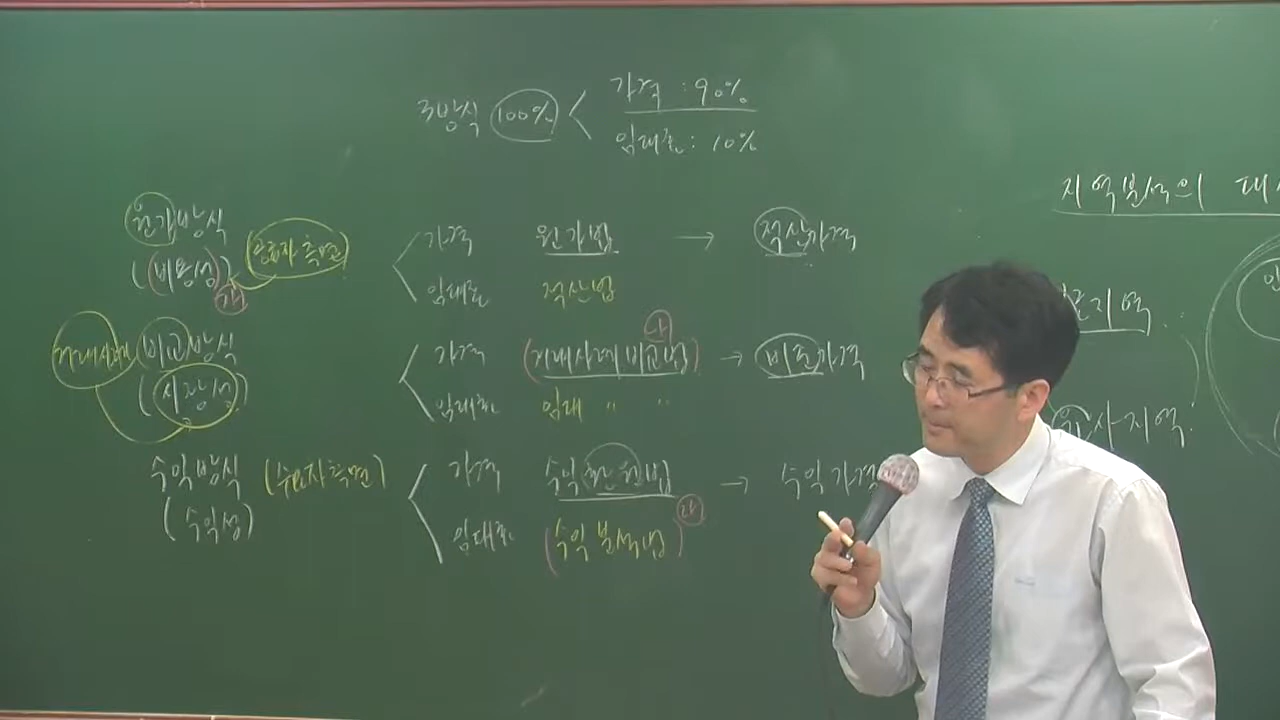 3방식 100% < 가격 : 90%
임대료 : 10%
원가방식
(비용성)
(공급자 측면)
가
가격 원가법 → 적산가격
임대료 적산법
거래사례
비교방식
(시장성)
나
가격 (거래사례비교법) → 비준가격
임대료 임대 〃 〃
수익방식 (수요자측면)
(수익성)
가격 수익환원법 → 수익가격
임대료 (수익분석법)
다
지역분석의 대
지역
유사지역
인